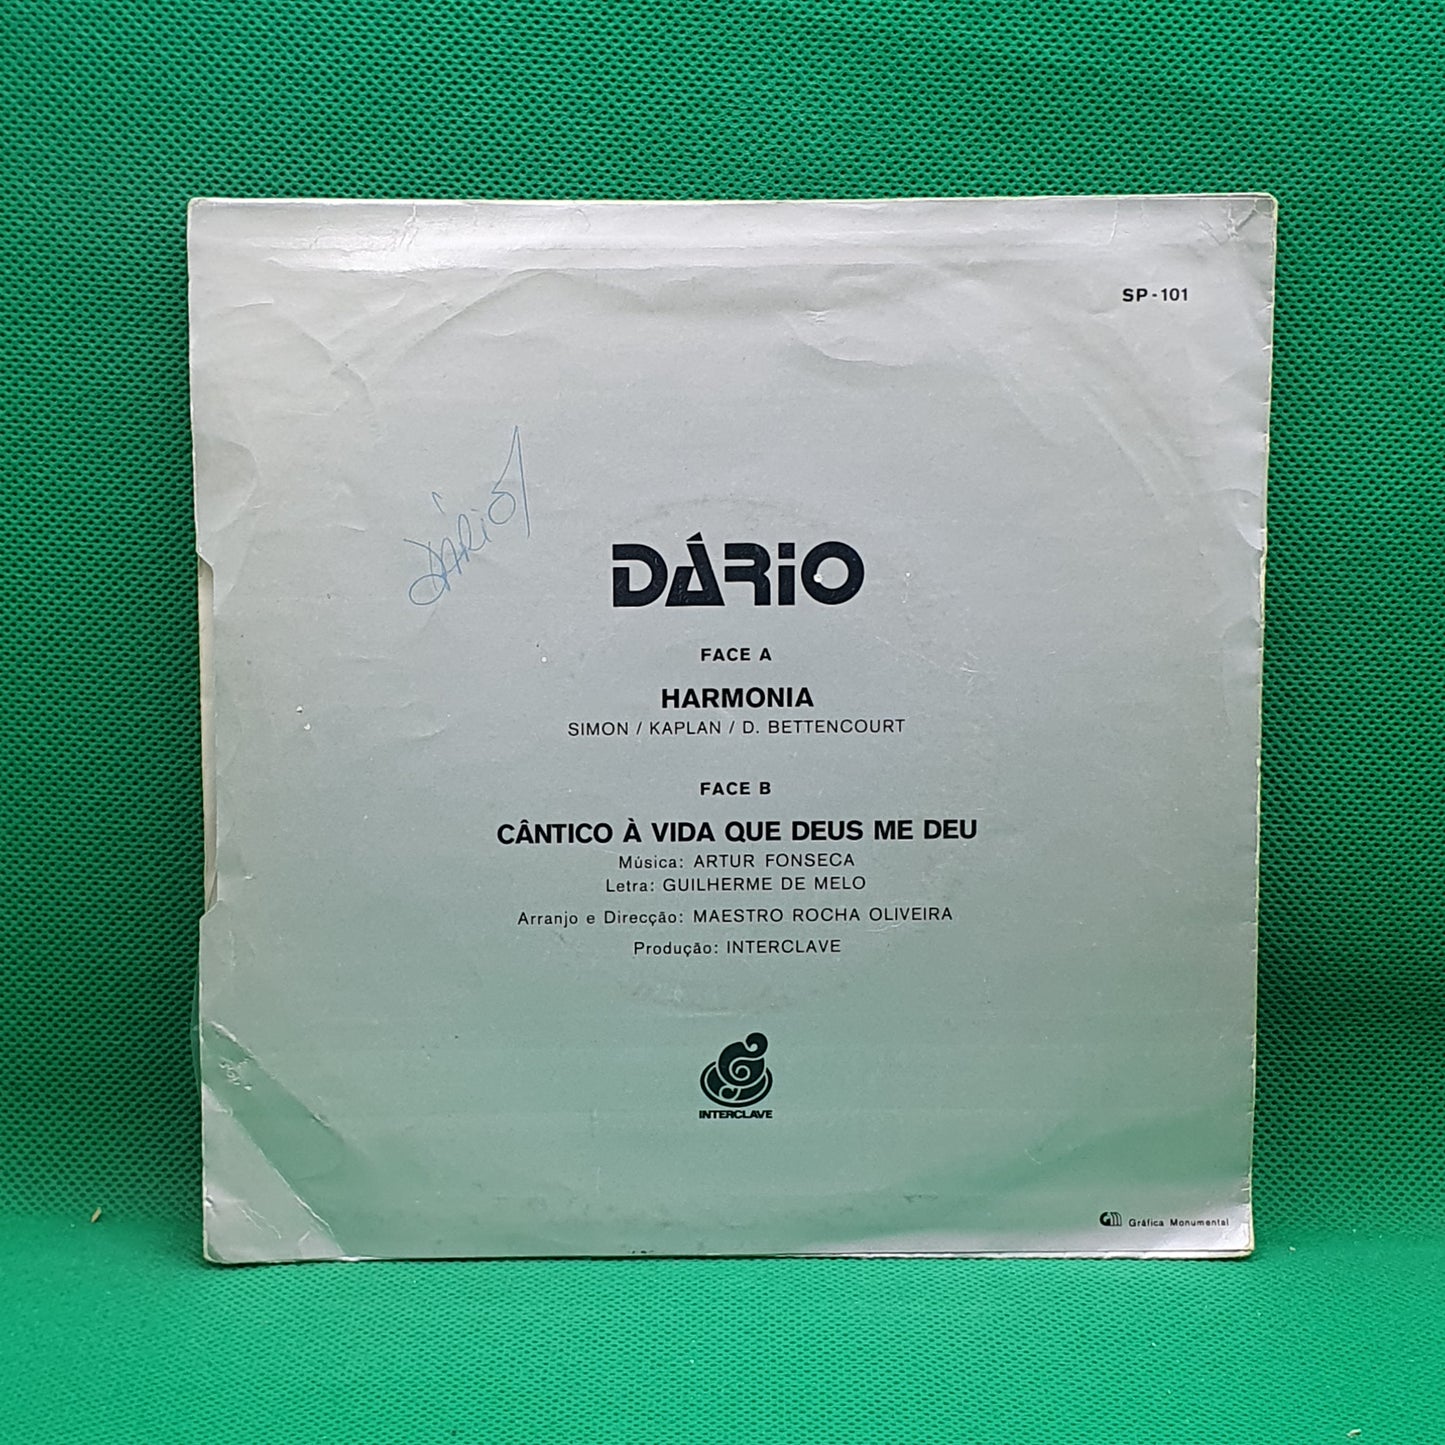 SP-101
DÁRiO
DÁRiO
FACE A
HARMONIA
SIMON / KAPLAN / D. BETTENCOURT
FACE B
CÂNTICO À VIDA QUE DEUS ME DEU
Música: ARTUR FONSECA
Letra: GUILHERME DE MELO
Arranjo e Direcção: MAESTRO ROCHA OLIVEIRA
Produção: INTERCLAVE
INTERCLAVE
GM Gráfica Monumental